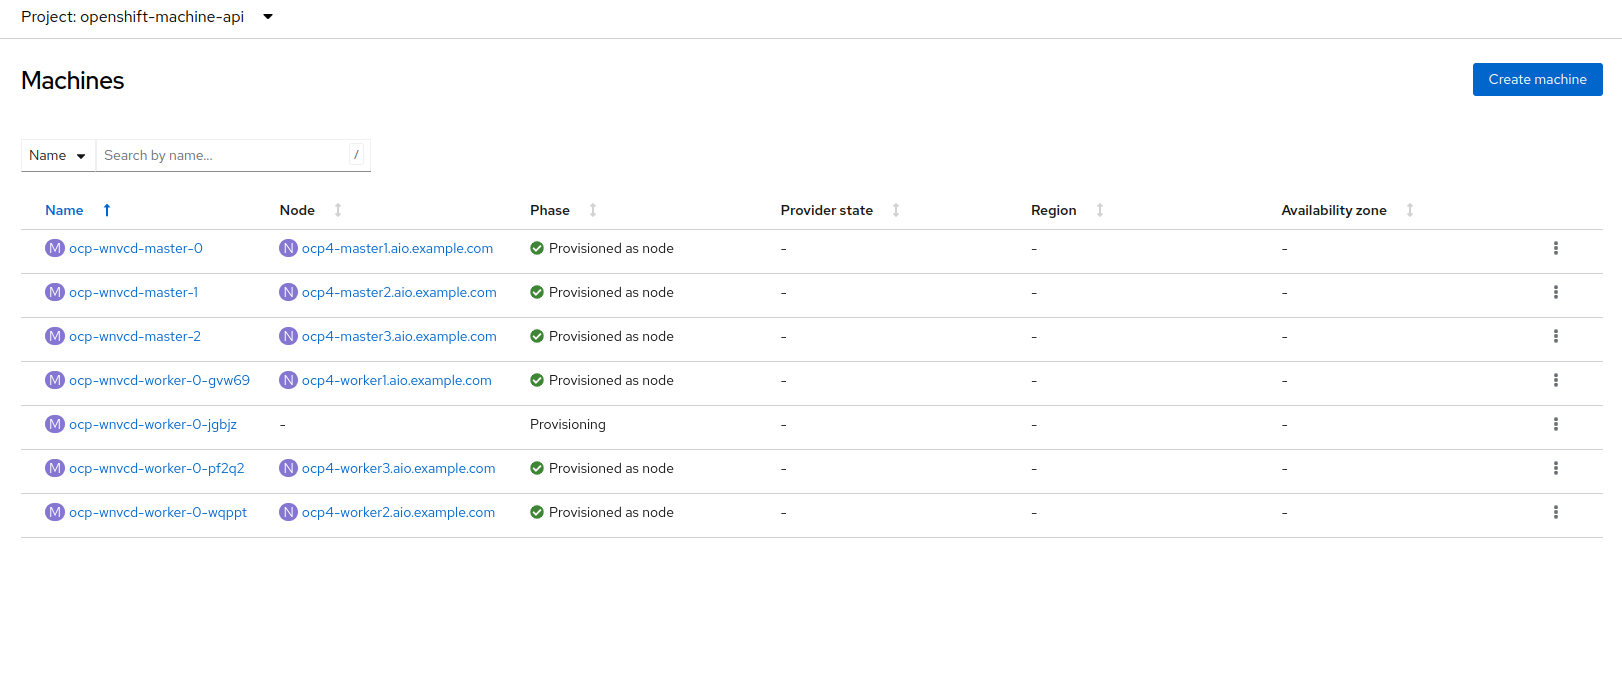 Project: openshift-machine-api
Machines
Create machine
Name Search by name... /
Name Node Phase Provider state Region Availability zone
M ocp-wnvcd-master-0 N ocp4-master1.aio.example.com Provisioned as node - - -
M ocp-wnvcd-master-1 N ocp4-master2.aio.example.com Provisioned as node - - -
M ocp-wnvcd-master-2 N ocp4-master3.aio.example.com Provisioned as node - - -
M ocp-wnvcd-worker-0-gvw69 N ocp4-worker1.aio.example.com Provisioned as node - - -
M ocp-wnvcd-worker-0-jgbjz - Provisioning - - -
M ocp-wnvcd-worker-0-pf2q2 N ocp4-worker3.aio.example.com Provisioned as node - - -
M ocp-wnvcd-worker-0-wqppt N ocp4-worker2.aio.example.com Provisioned as node - - -